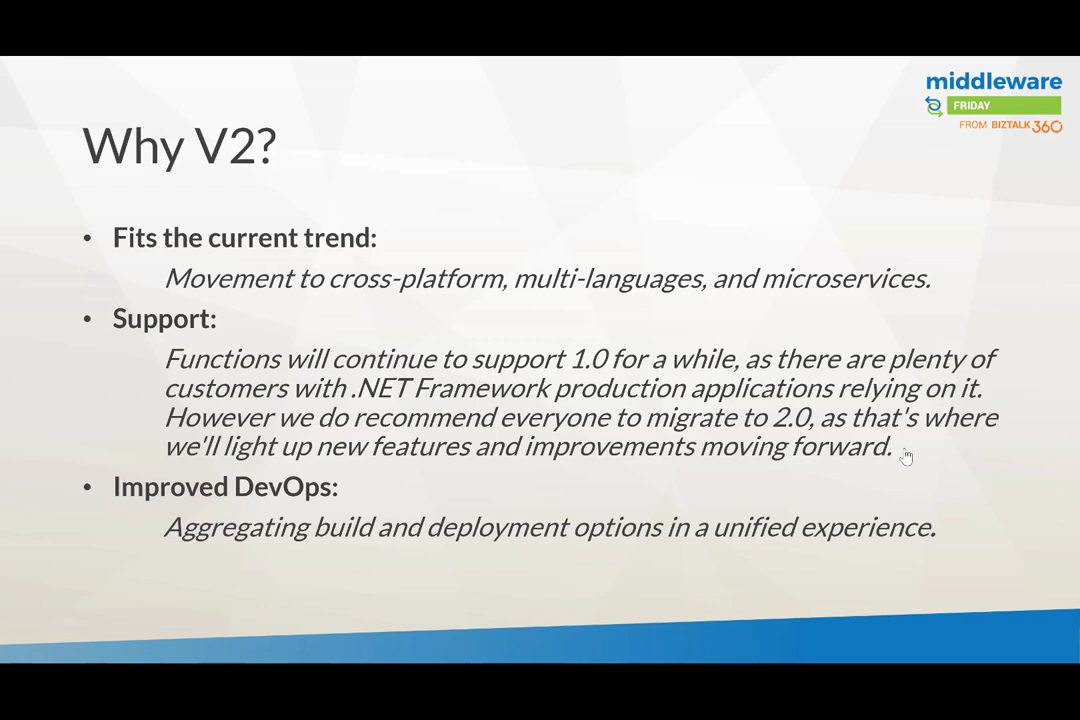 middleware
FRIDAY
FROM BIZTALK360
Why V2?
• Fits the current trend:
Movement to cross-platform, multi-languages, and microservices.
• Support:
Functions will continue to support 1.0 for a while, as there are plenty of
customers with .NET Framework production applications relying on it.
However we do recommend everyone to migrate to 2.0, as that's where
we'll light up new features and improvements moving forward.
• Improved DevOps:
Aggregating build and deployment options in a unified experience.